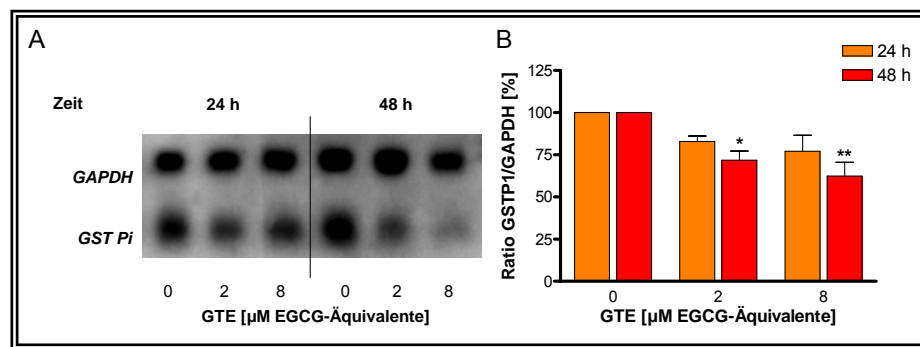 A
Zeit 24 h 48 h
GAPDH
GST Pi
0 2 8 0 2 8
GTE [µM EGCG-Äquivalente]
B
24 h
48 h
Ratio GSTP1/GAPDH [%]
125
100
75
50
25
0
*
**
0 2 8
GTE [µM EGCG-Äquivalente]